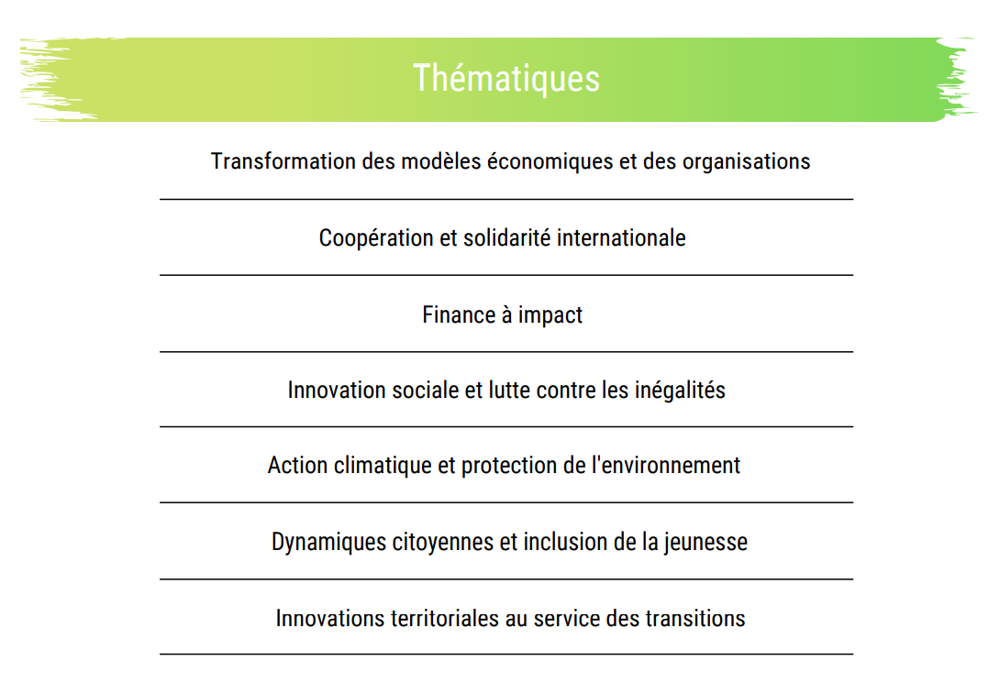 Thématiques
Transformation des modèles économiques et des organisations
Coopération et solidarité internationale
Finance à impact
Innovation sociale et lutte contre les inégalités
Action climatique et protection de l'environnement
Dynamiques citoyennes et inclusion de la jeunesse
Innovations territoriales au service des transitions